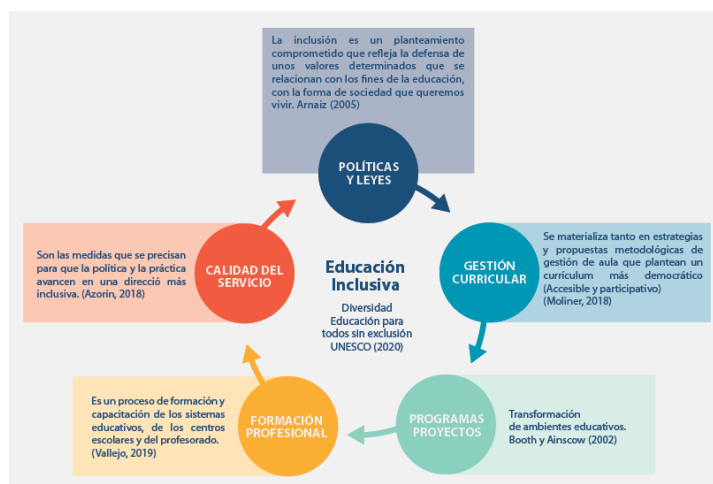 La inclusión es un planteamiento
comprometido que refleja la defensa de
unos valores determinados que se
relacionan con los fines de la educación,
con la forma de sociedad que queremos
vivir. Arnaiz (2005)
POLÍTICAS
Y LEYES
Se materializa tanto en estrategias
y propuestas metodológicas de
gestión de aula que plantean un
currículum más democrático
(Accesible y participativo)
(Moliner, 2018)
GESTIÓN
CURRICULAR
Transformación
de ambientes educativos.
Booth y Ainscow (2002)
PROGRAMAS
PROYECTOS
Es un proceso de formación y
capacitación de los sistemas
educativos, de los centros
escolares y del profesorado.
(Vallejo, 2019)
FORMACIÓN
PROFESIONAL
Son las medidas que se precisan
para que la política y la práctica
avancen en una direcció más
inclusiva. (Azorín, 2018)
CALIDAD DEL
SERVICIO
Educación
Inclusiva
Diversidad
Educación para
todos sin exclusión
UNESCO (2020)